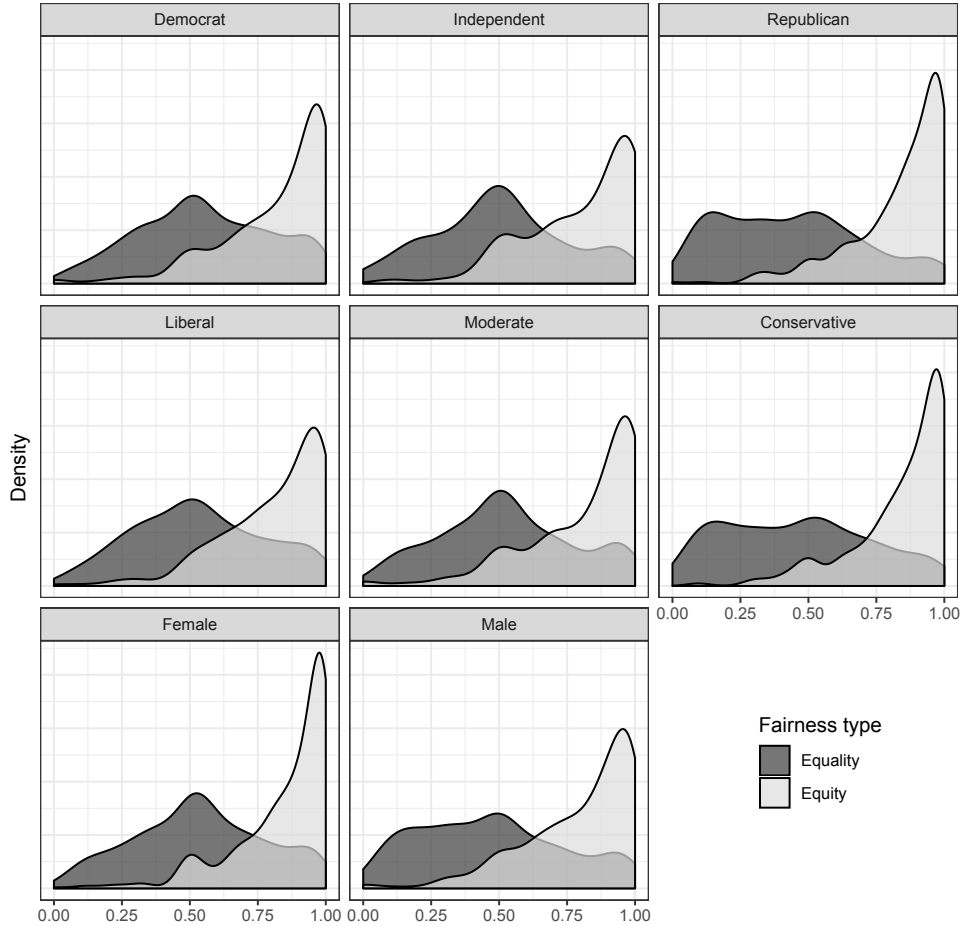 Democrat Independent Republican
Liberal Moderate Conservative
Density
0.00 0.25 0.50 0.75 1.00
Female Male
Fairness type
Equality
Equity
0.00 0.25 0.50 0.75 1.00 0.00 0.25 0.50 0.75 1.00